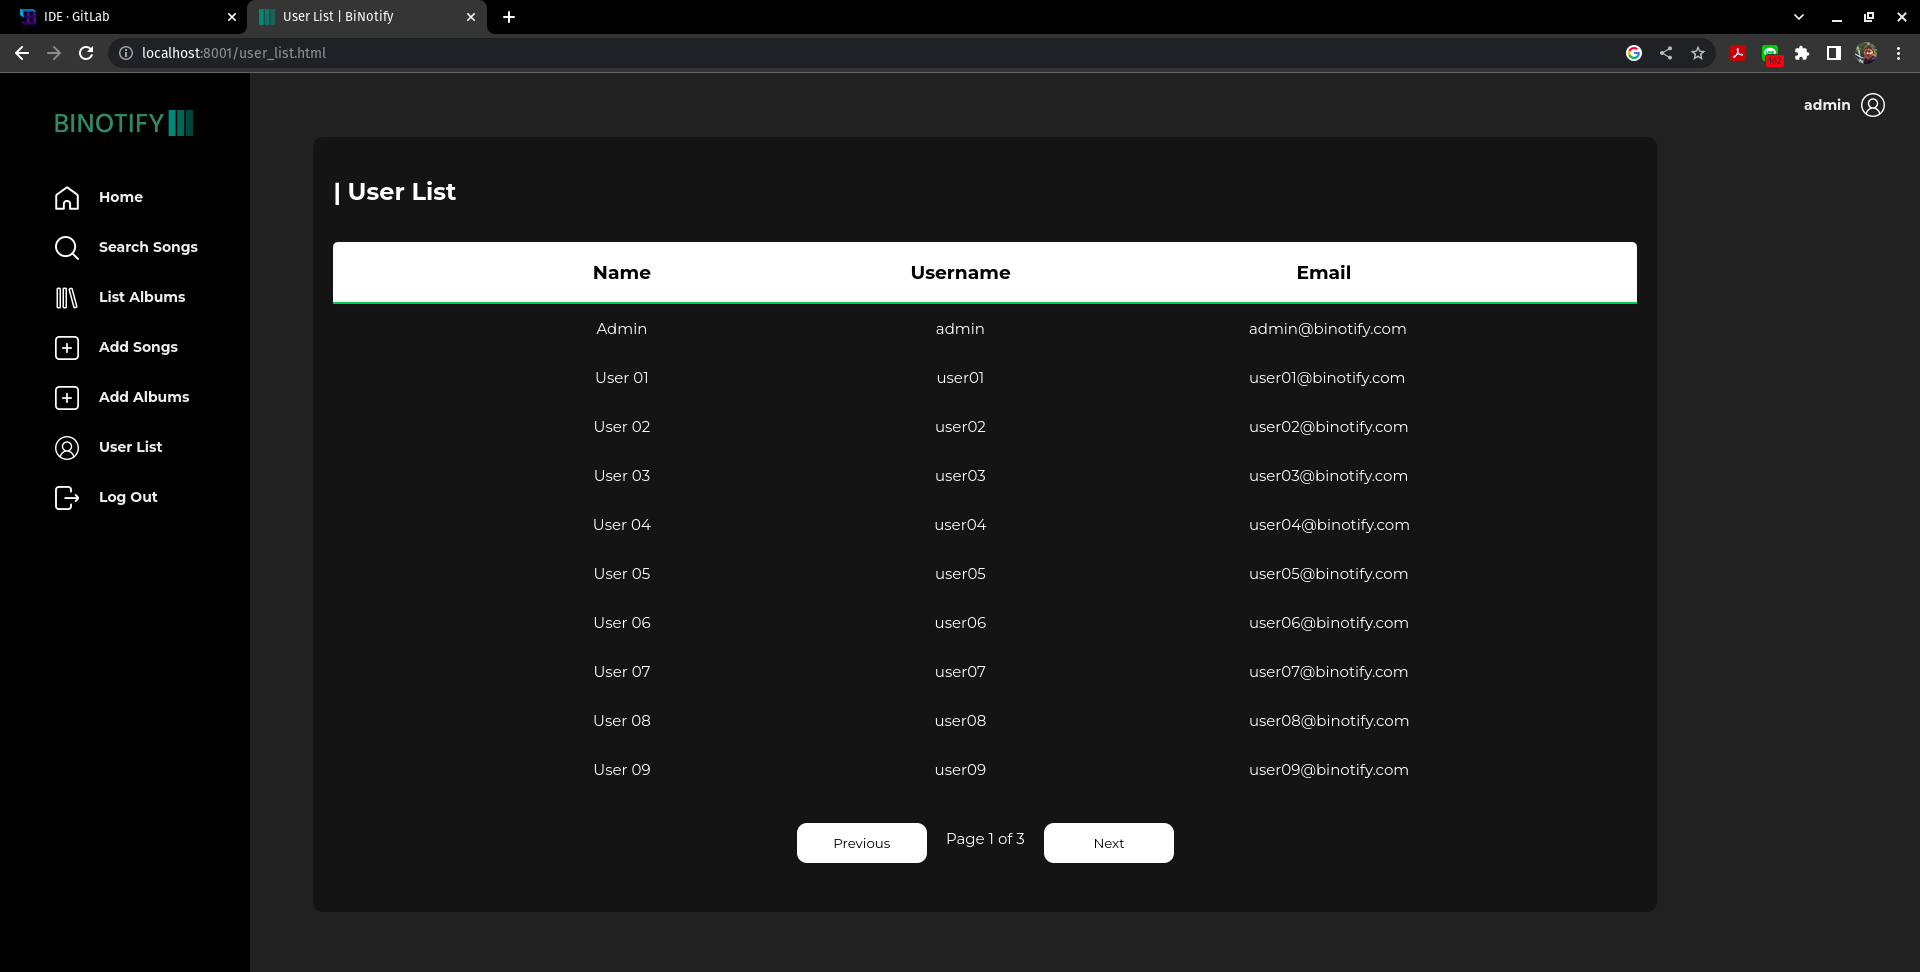 IDE · GitLab
User List | BiNotify
localhost:8001/user_list.html
102
BINOTIFY
admin
Home
Search Songs
List Albums
Add Songs
Add Albums
User List
Log Out
| User List
Name Username Email
Admin admin admin@binotify.com
User 01 user01 user01@binotify.com
User 02 user02 user02@binotify.com
User 03 user03 user03@binotify.com
User 04 user04 user04@binotify.com
User 05 user05 user05@binotify.com
User 06 user06 user06@binotify.com
User 07 user07 user07@binotify.com
User 08 user08 user08@binotify.com
User 09 user09 user09@binotify.com
Previous Page 1 of 3 Next